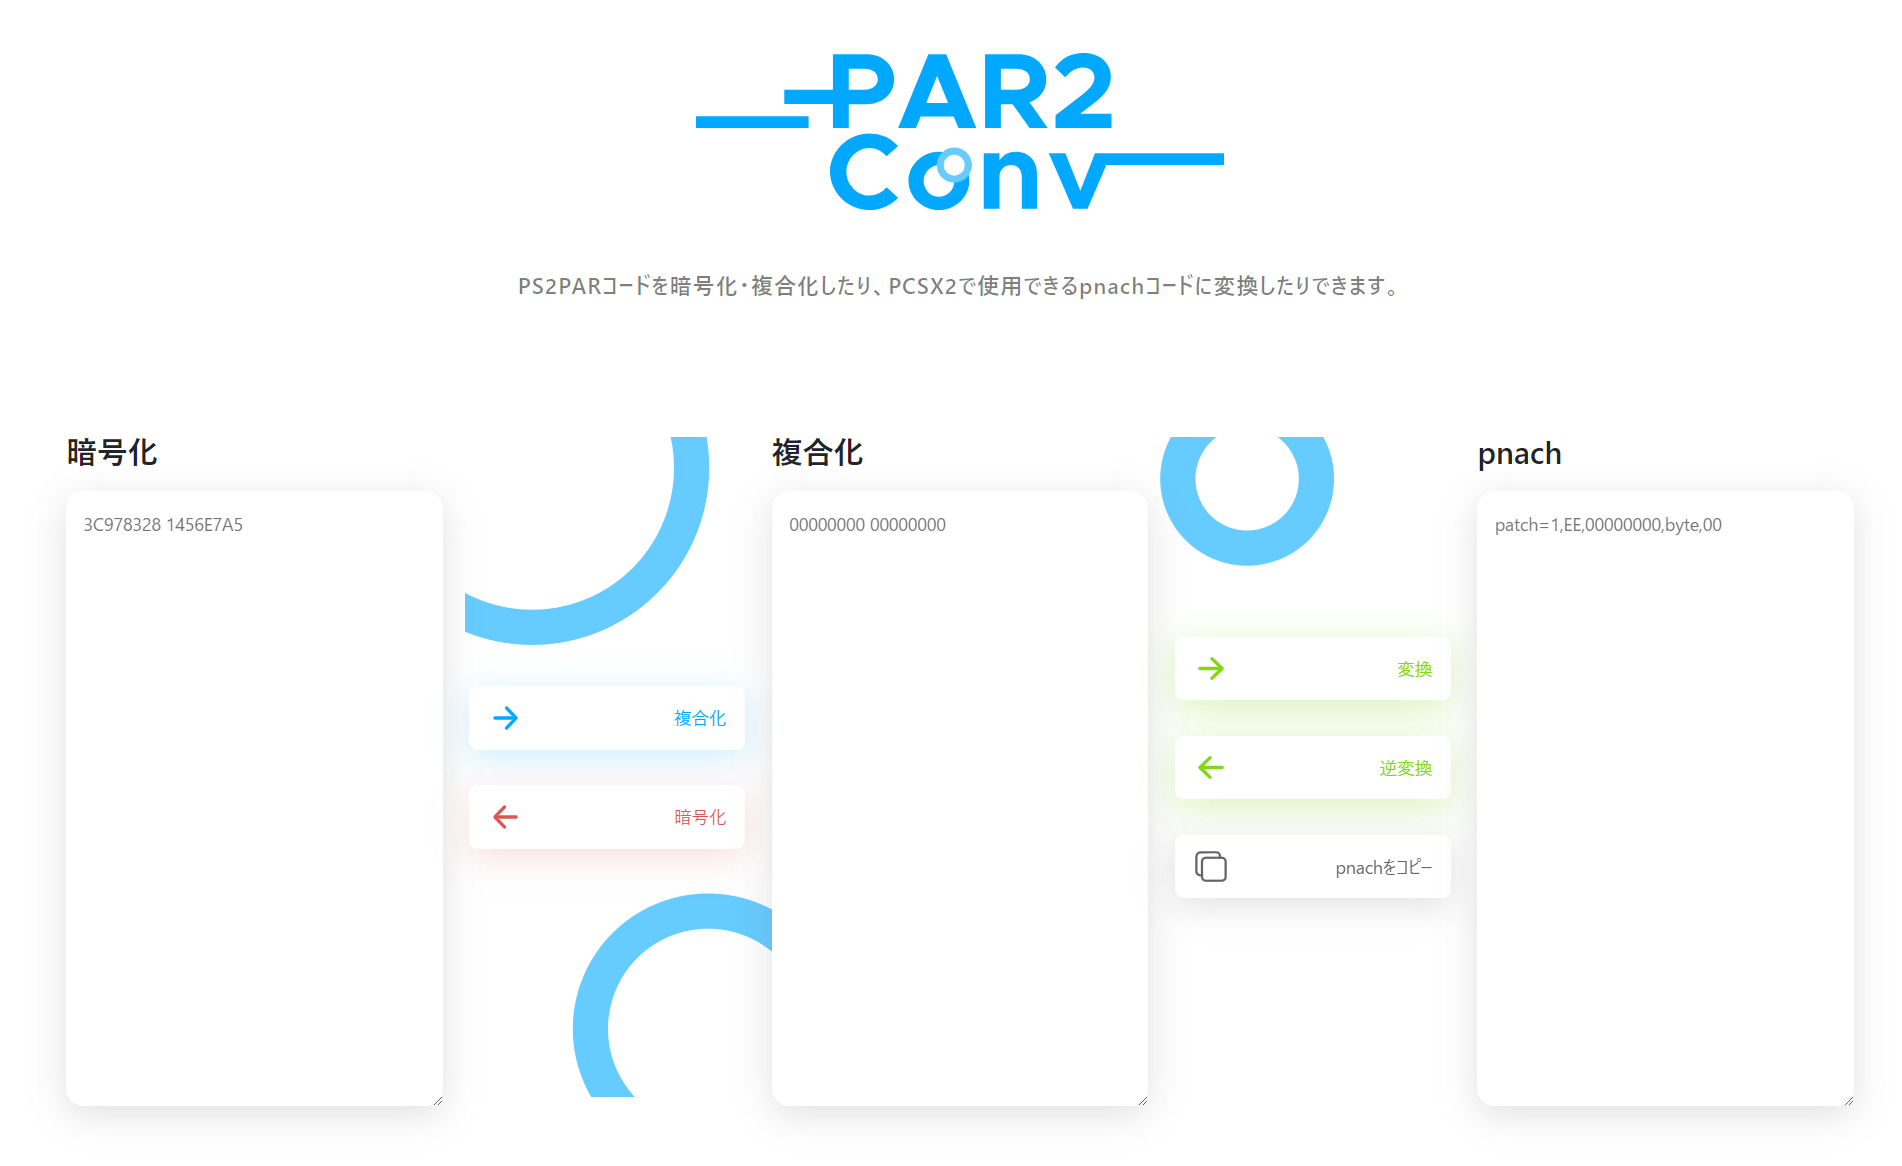 PAR2
Conv
PS2PARコードを暗号化・複合化したり、PCSX2で使用できるpnachコードに変換したりできます。
暗号化
3C978328 1456E7A5
複合化
暗号化
複合化
00000000 00000000
変換
逆変換
pnachをコピー
pnach
patch=1,EE,00000000,byte,00